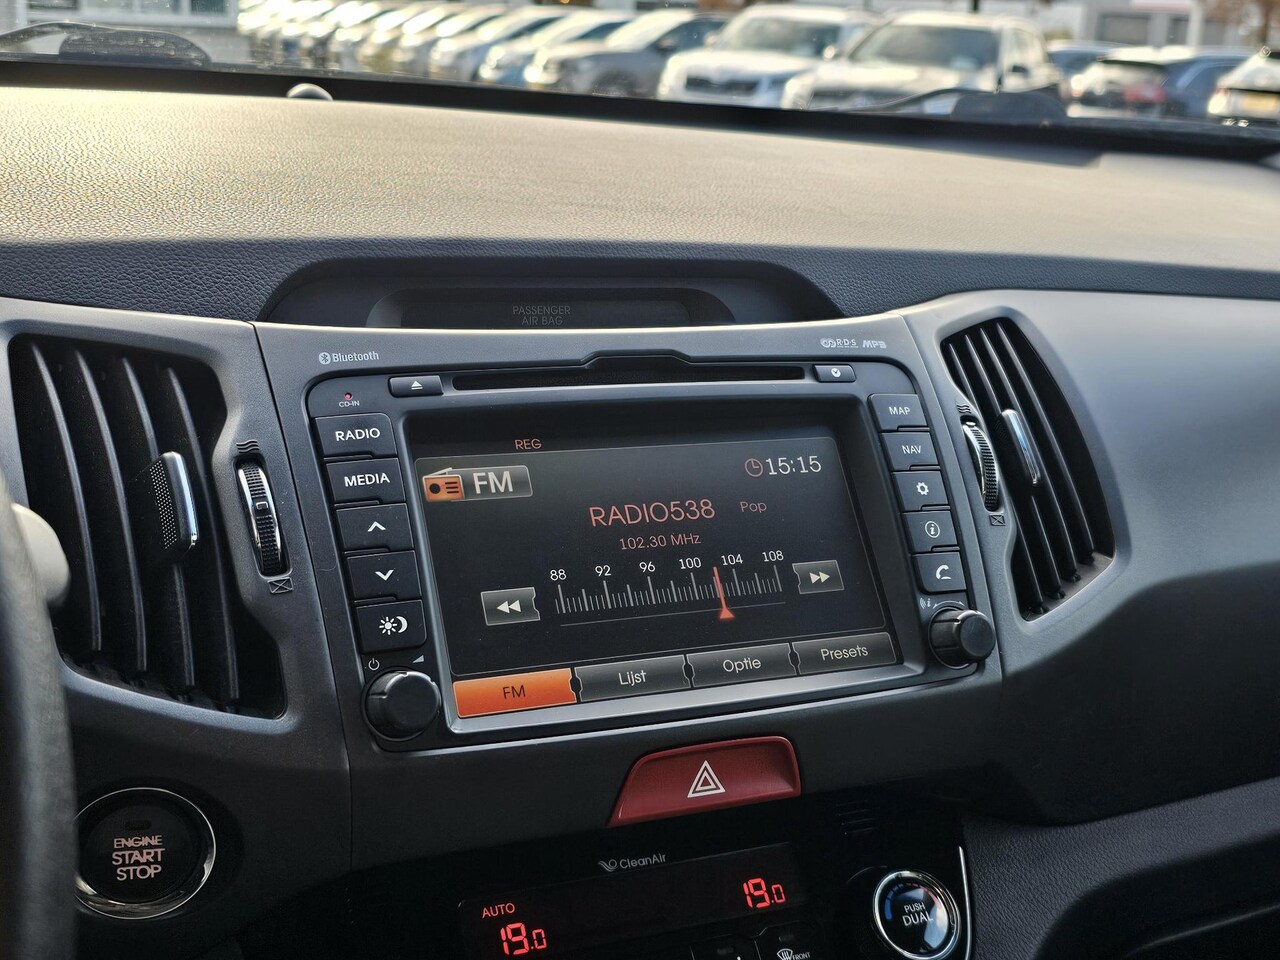 PASSENGER
AIR BAG
Bluetooth
R·D·S MP3
CD-IN
RADIO
MEDIA
MAP
NAV
REG
FM
15:15
RADIO538 Pop
102.30 MHz
88 92 96 100 104 108
FM Lijst Optie Presets
ENGINE
START
STOP
CleanAir
AUTO
19.0
19.0
PUSH
DUAL
FRONT